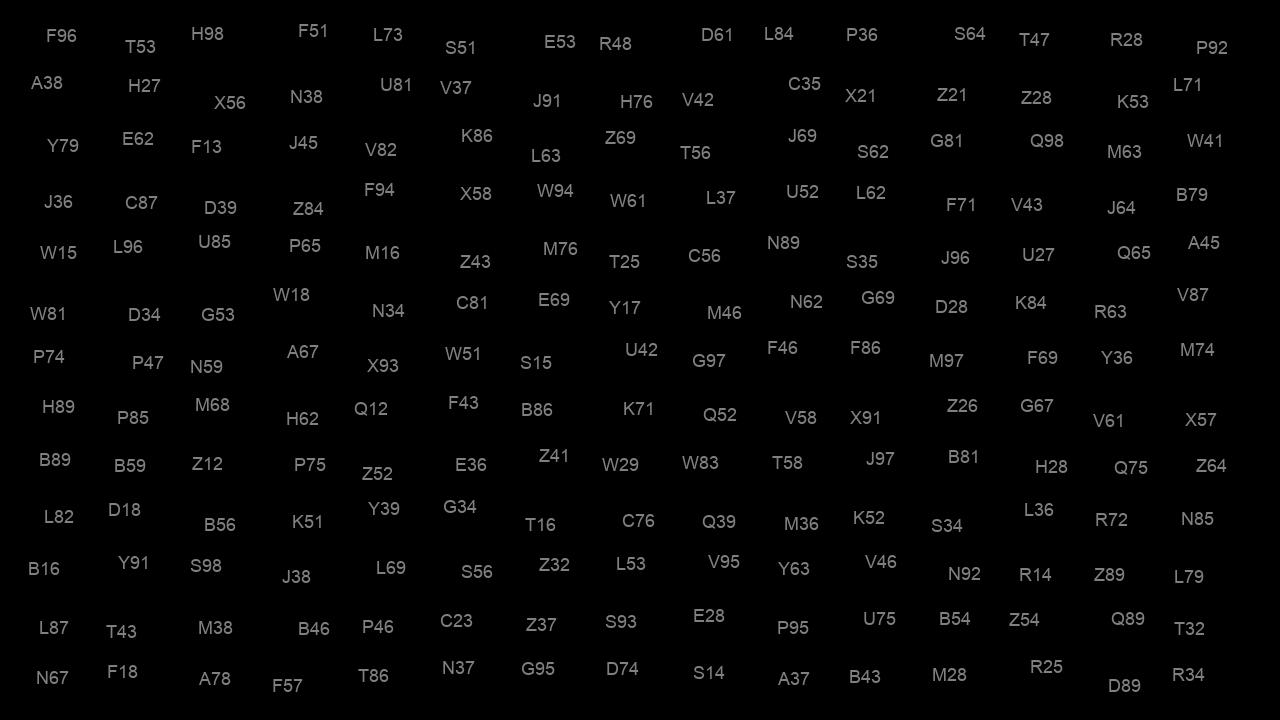 F96 T53 H98 F51 L73 S51 E53 R48 D61 L84 P36 S64 T47 R28 P92
A38 H27 X56 N38 U81 V37 J91 H76 V42 C35 X21 Z21 Z28 K53 L71
Y79 E62 F13 J45 V82 K86 L63 Z69 T56 J69 S62 G81 Q98 M63 W41
J36 C87 D39 Z84 F94 X58 W94 W61 L37 U52 L62 F71 V43 J64 B79
W15 L96 U85 P65 M16 Z43 M76 T25 C56 N89 S35 J96 U27 Q65 A45
W81 D34 G53 W18 N34 C81 E69 Y17 M46 N62 G69 D28 K84 R63 V87
P74 P47 N59 A67 X93 W51 S15 U42 G97 F46 F86 M97 F69 Y36 M74
H89 P85 M68 H62 Q12 F43 B86 K71 Q52 V58 X91 Z26 G67 V61 X57
B89 B59 Z12 P75 Z52 E36 Z41 W29 W83 T58 J97 B81 H28 Q75 Z64
L82 D18 B56 K51 Y39 G34 T16 C76 Q39 M36 K52 S34 L36 R72 N85
B16 Y91 S98 J38 L69 S56 Z32 L53 V95 Y63 V46 N92 R14 Z89 L79
L87 T43 M38 B46 P46 C23 Z37 S93 E28 P95 U75 B54 Z54 Q89 T32
N67 F18 A78 F57 T86 N37 G95 D74 S14 A37 B43 M28 R25 D89 R34